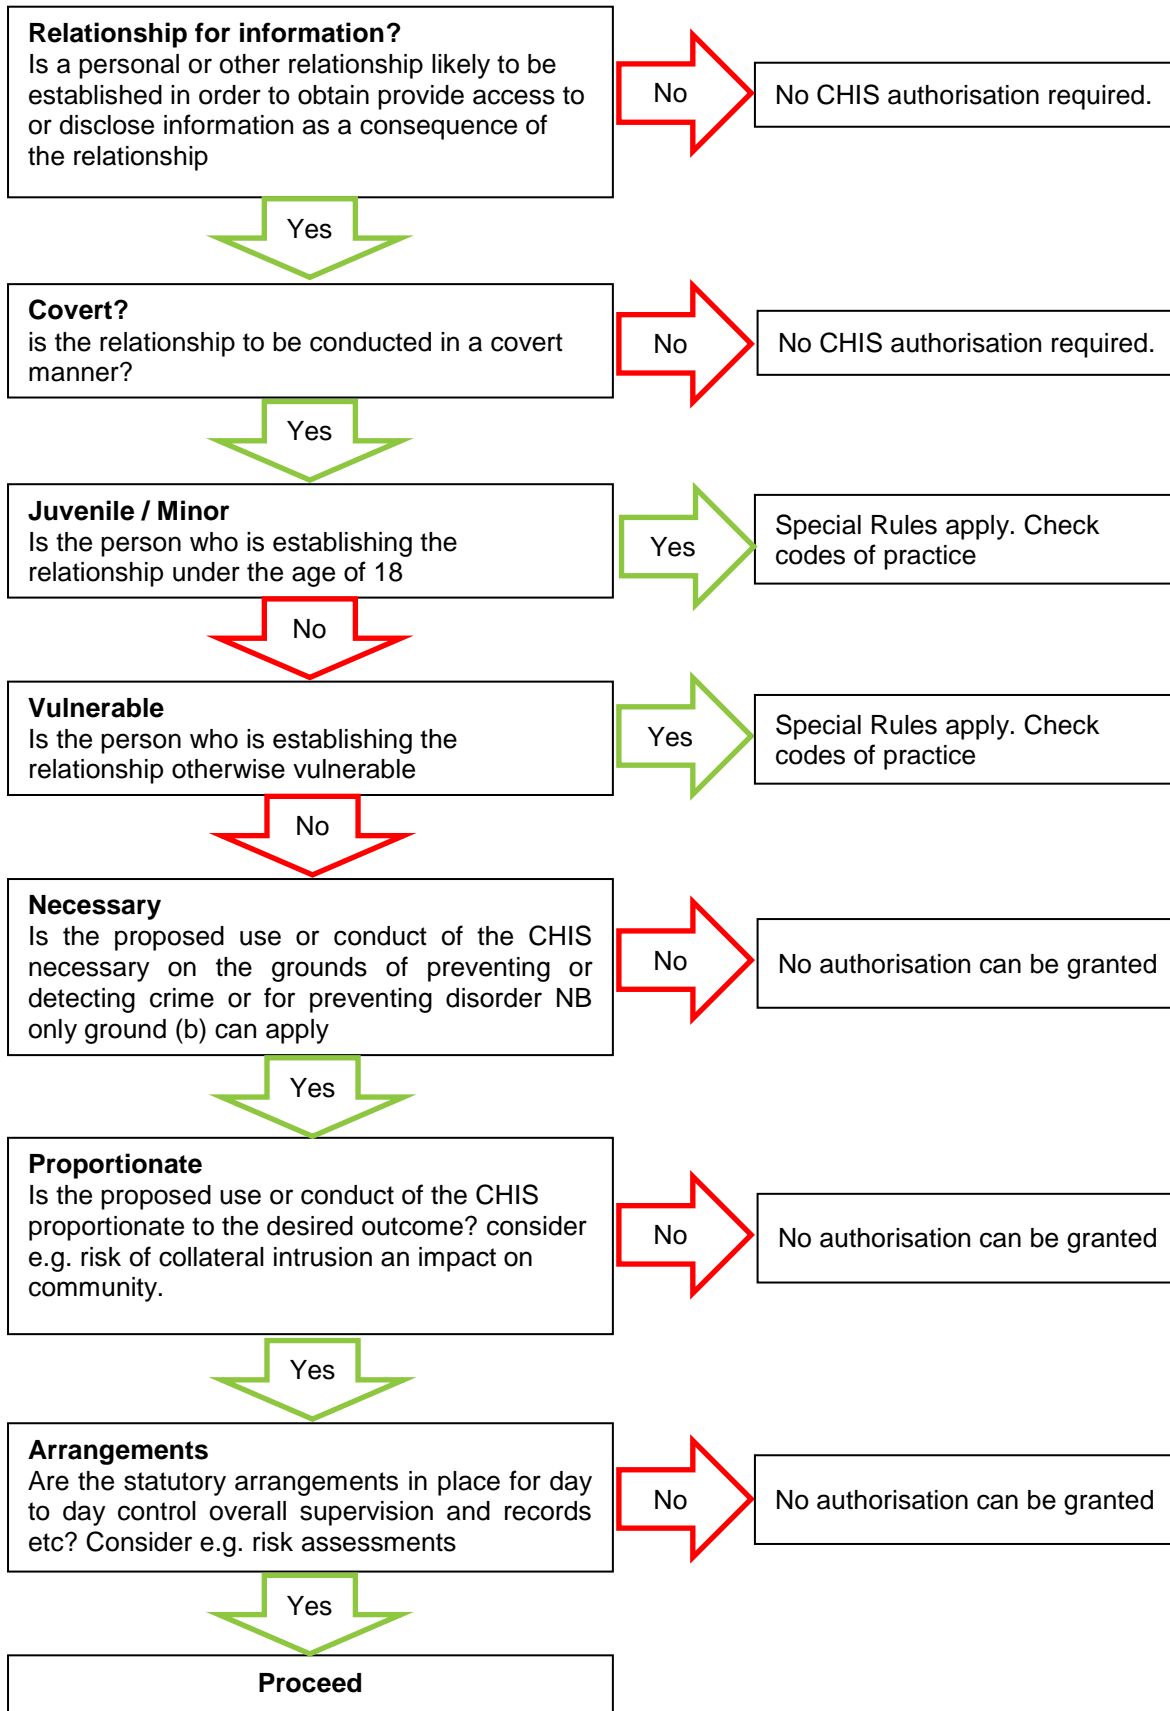 Relationship for information?
Is a personal or other relationship likely to be
established in order to obtain provide access to
or disclose information as a consequence of
the relationship
No
No CHIS authorisation required.
Yes
Covert?
is the relationship to be conducted in a covert
manner?
No
No CHIS authorisation required.
Yes
Juvenile / Minor
Is the person who is establishing the
relationship under the age of 18
Yes
Special Rules apply. Check
codes of practice
No
Vulnerable
Is the person who is establishing the
relationship otherwise vulnerable
Yes
Special Rules apply. Check
codes of practice
No
Necessary
Is the proposed use or conduct of the CHIS
necessary on the grounds of preventing or
detecting crime or for preventing disorder NB
only ground (b) can apply
No
No authorisation can be granted
Yes
Proportionate
Is the proposed use or conduct of the CHIS
proportionate to the desired outcome? consider
e.g. risk of collateral intrusion an impact on
community.
No
No authorisation can be granted
Yes
Arrangements
Are the statutory arrangements in place for day
to day control overall supervision and records
etc? Consider e.g. risk assessments
No
No authorisation can be granted
Yes
Proceed